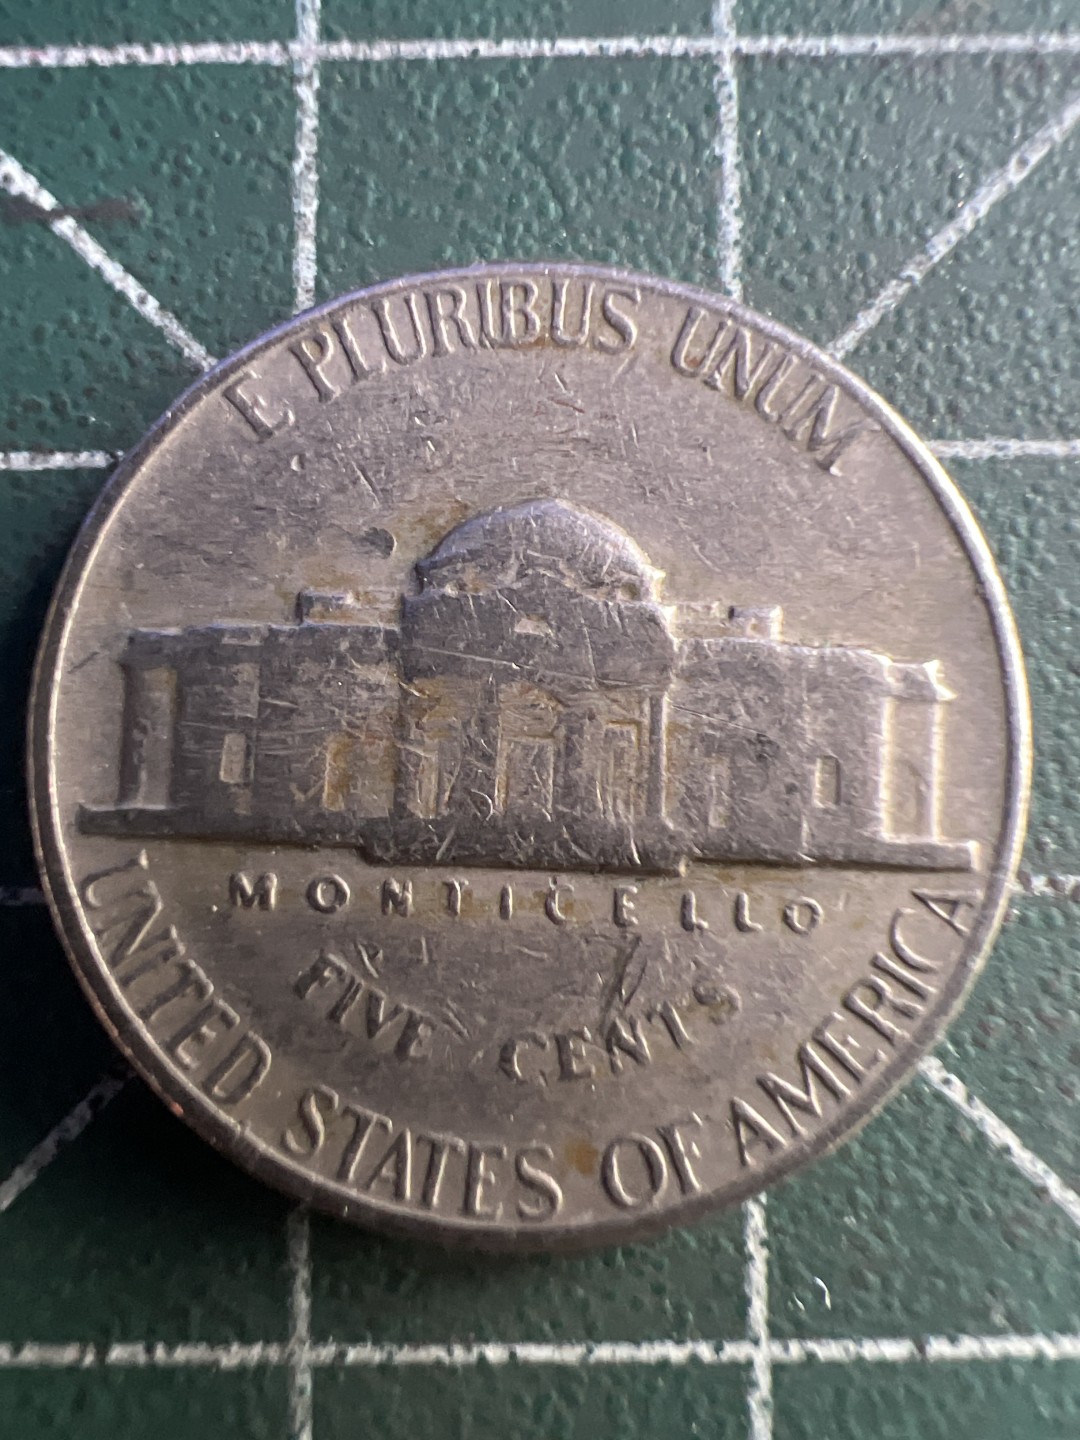 E PLURIBUS UNUM
MONTICELLO
FIVE CENTS
UNITED STATES OF AMERICA